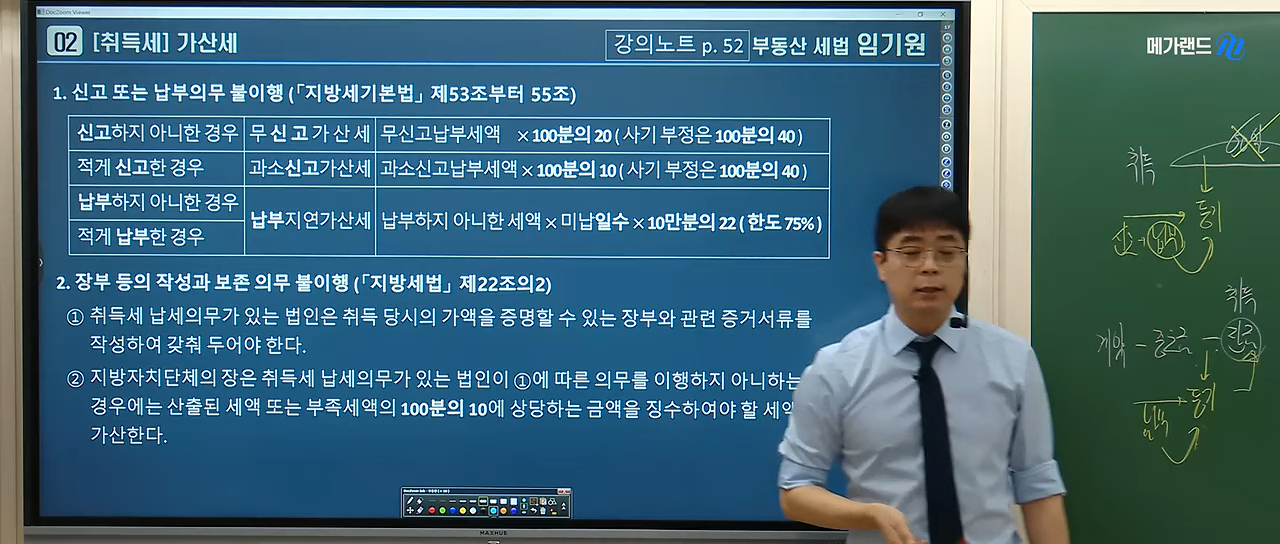 DocZoom_Viewer
02 [취득세] 가산세
강의노트 p. 52 부동산 세법 임기원
메가랜드
1. 신고 또는 납부의무 불이행 (「지방세기본법」 제53조부터 55조)
신고하지 아니한 경우 무 신 고 가 산 세 무신고납부세액 ×100분의 20 ( 사기 부정은 100분의 40 )
적게 신고한 경우 과소신고가산세 과소신고납부세액 × 100분의 10 ( 사기 부정은 100분의 40 )
납부하지 아니한 경우
적게 납부한 경우
납부지연가산세 납부하지 아니한 세액 × 미납일수 × 10만분의 22 ( 한도 75% )
2. 장부 등의 작성과 보존 의무 불이행 (「지방세법」 제22조의2)
① 취득세 납세의무가 있는 법인은 취득 당시의 가액을 증명할 수 있는 장부와 관련 증거서류를
작성하여 갖춰 두어야 한다.
② 지방자치단체의 장은 취득세 납세의무가 있는 법인이 ①에 따른 의무를 이행하지 아니하는
경우에는 산출된 세액 또는 부족세액의 100분의 10에 상당하는 금액을 징수하여야 할 세액
가산한다.
MAXHUB
취득
등기
신고 → 납부
취득
계약 – 중도금 – 잔금
등기
납부